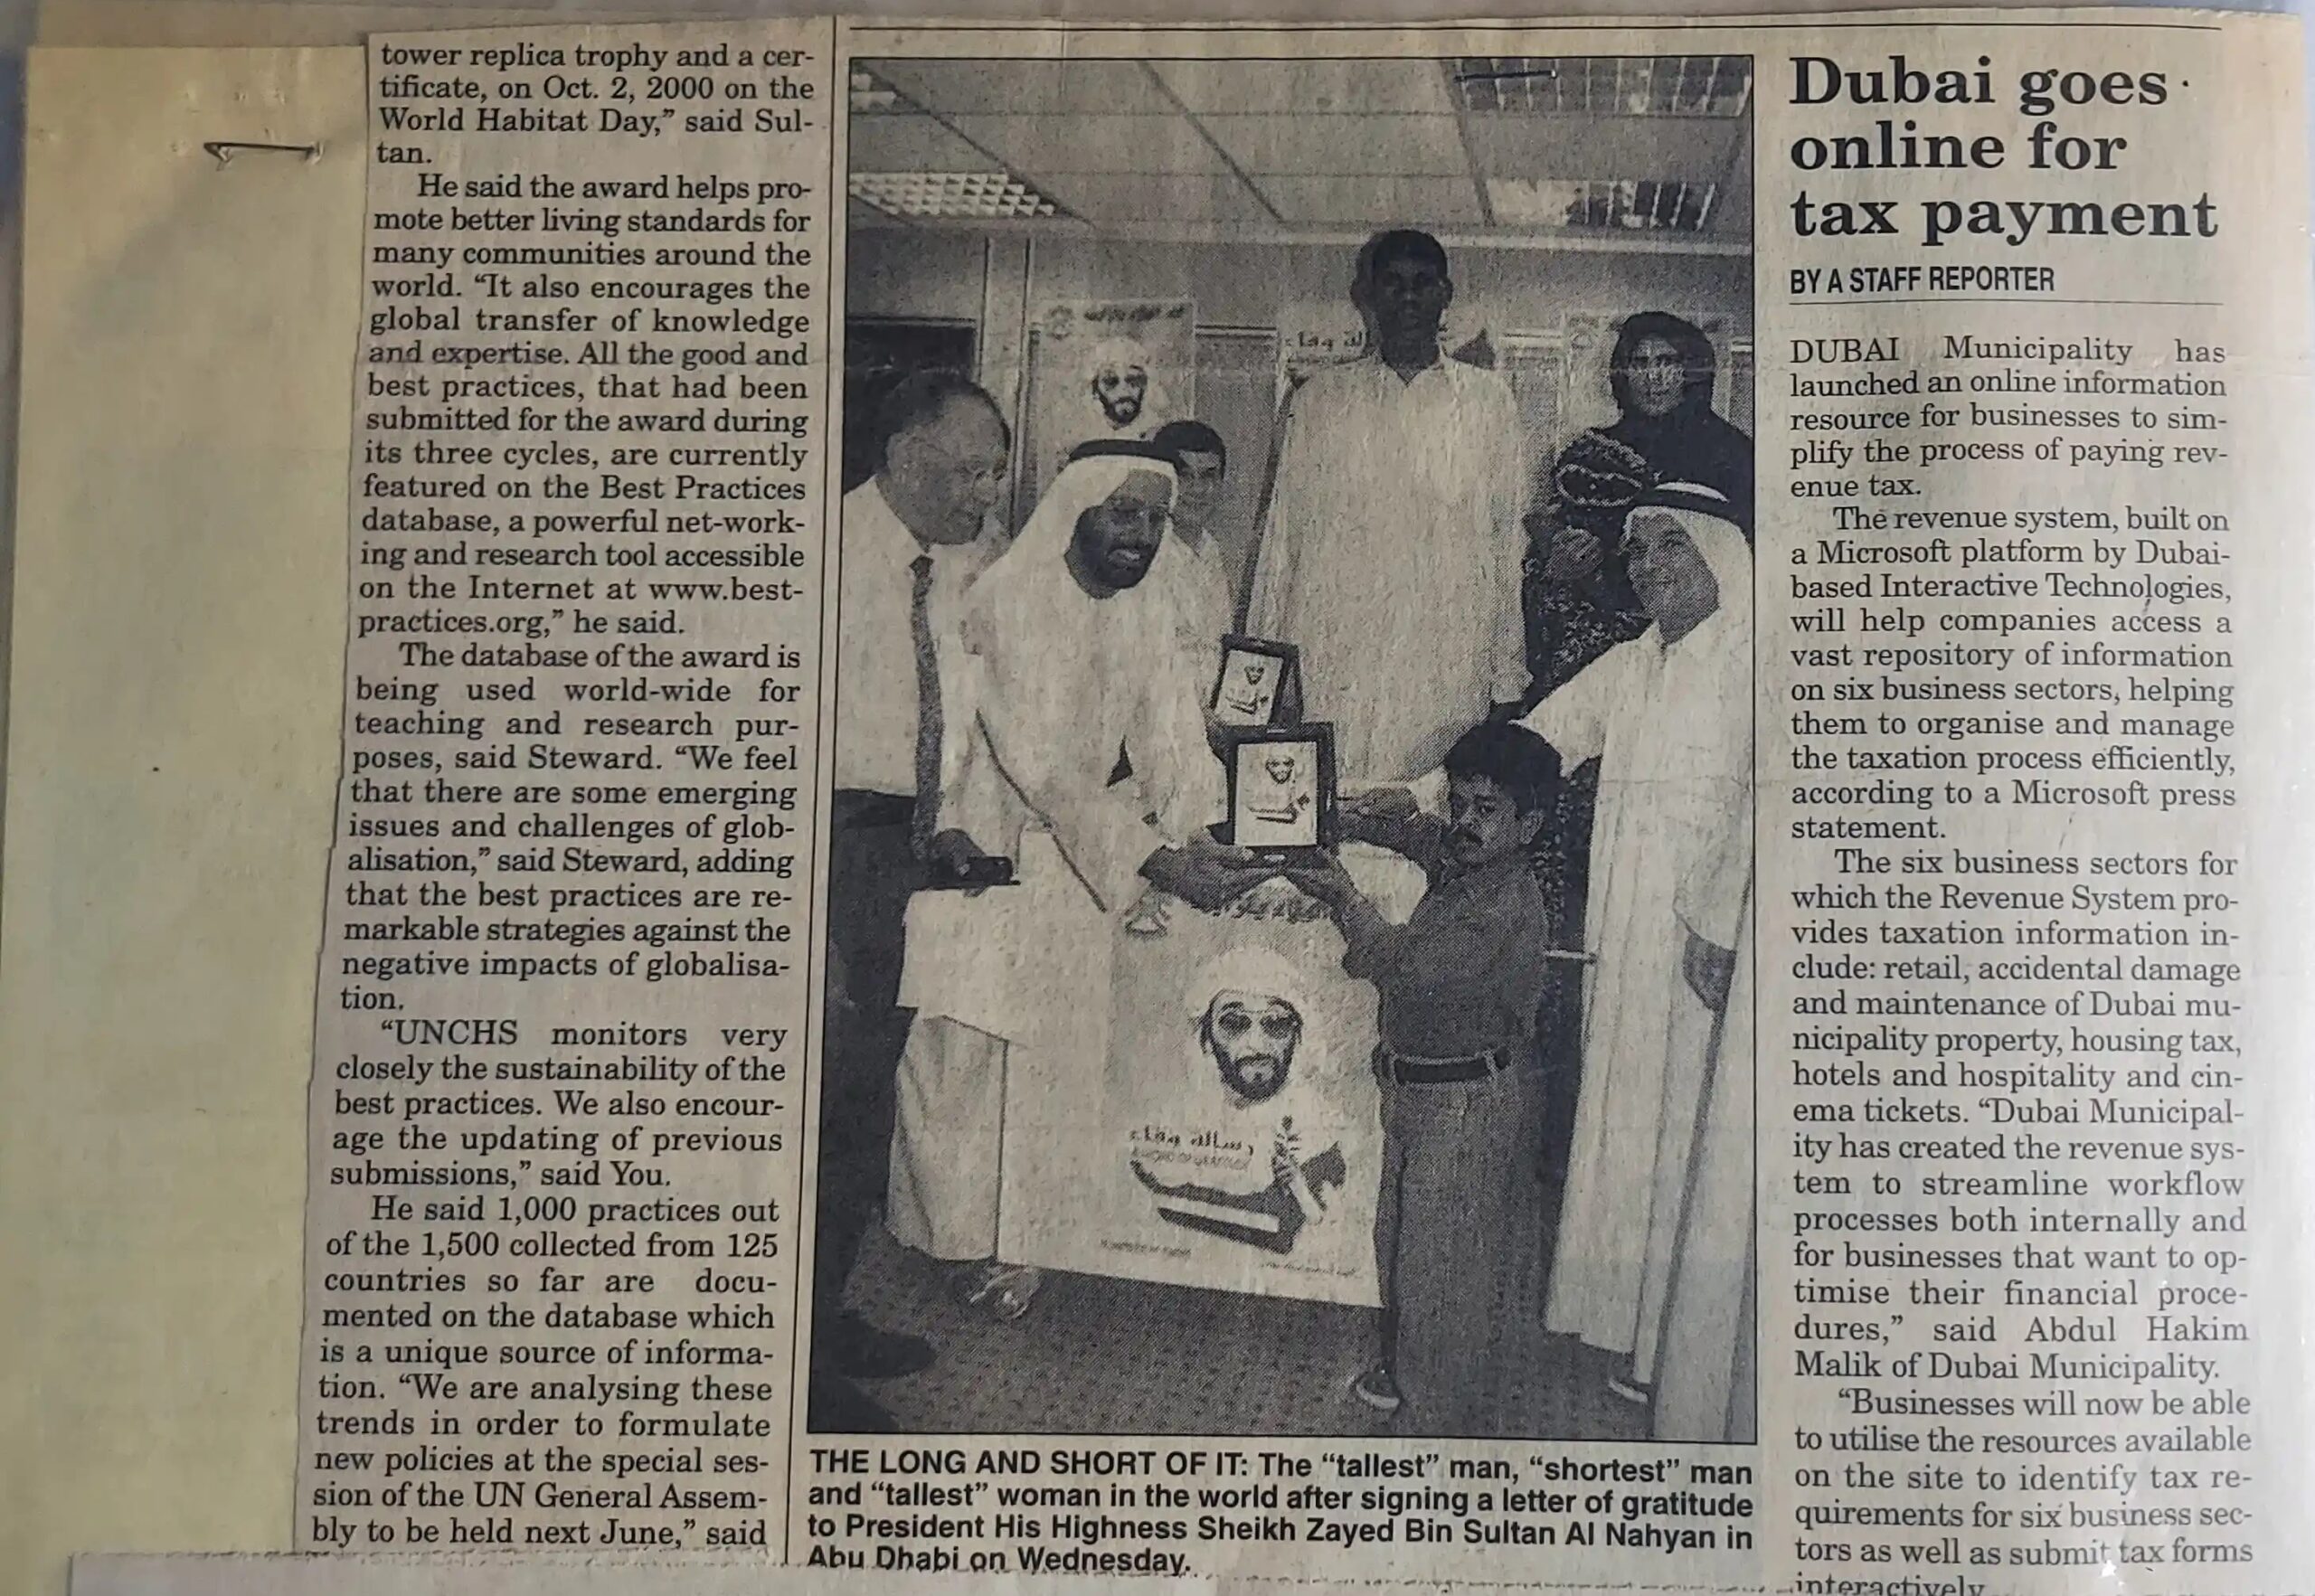 tower replica trophy and a cer-
tificate, on Oct. 2, 2000 on the
World Habitat Day,” said Sul-
tan.
He said the award helps pro-
mote better living standards for
many communities around the
world. “It also encourages the
global transfer of knowledge
and expertise. All the good and
best practices, that had been
submitted for the award during
its three cycles, are currently
featured on the Best Practices
database, a powerful net-work-
ing and research tool accessible
on the Internet at www.best-
practices.org,” he said.
The database of the award is
being used world-wide for
teaching and research pur-
poses, said Steward. “We feel
that there are some emerging
issues and challenges of glob-
alisation,” said Steward, adding
that the best practices are re-
markable strategies against the
negative impacts of globalisa-
tion.
“UNCHS monitors very
closely the sustainability of the
best practices. We also encour-
age the updating of previous
submissions,” said You.
He said 1,000 practices out
of the 1,500 collected from 125
countries so far are docu-
mented on the database which
is a unique source of informa-
tion. “We are analysing these
trends in order to formulate
new policies at the special ses-
sion of the UN General Assem-
bly to be held next June,” said
رسالة وفاء
THE LONG AND SHORT OF IT: The “tallest” man, “shortest” man
and “tallest” woman in the world after signing a letter of gratitude
to President His Highness Sheikh Zayed Bin Sultan Al Nahyan in
Abu Dhabi on Wednesday.
Dubai goes
online for
tax payment
BY A STAFF REPORTER
DUBAI Municipality has
launched an online information
resource for businesses to sim-
plify the process of paying rev-
enue tax.
The revenue system, built on
a Microsoft platform by Dubai-
based Interactive Technologies,
will help companies access a
vast repository of information
on six business sectors, helping
them to organise and manage
the taxation process efficiently,
according to a Microsoft press
statement.
The six business sectors for
which the Revenue System pro-
vides taxation information in-
clude: retail, accidental damage
and maintenance of Dubai mu-
nicipality property, housing tax,
hotels and hospitality and cin-
ema tickets. “Dubai Municipal-
ity has created the revenue sys-
tem to streamline workflow
processes both internally and
for businesses that want to op-
timise their financial proce-
dures,” said Abdul Hakim
Malik of Dubai Municipality.
“Businesses will now be able
to utilise the resources available
on the site to identify tax re-
quirements for six business sec-
tors as well as submit tax forms
interactively